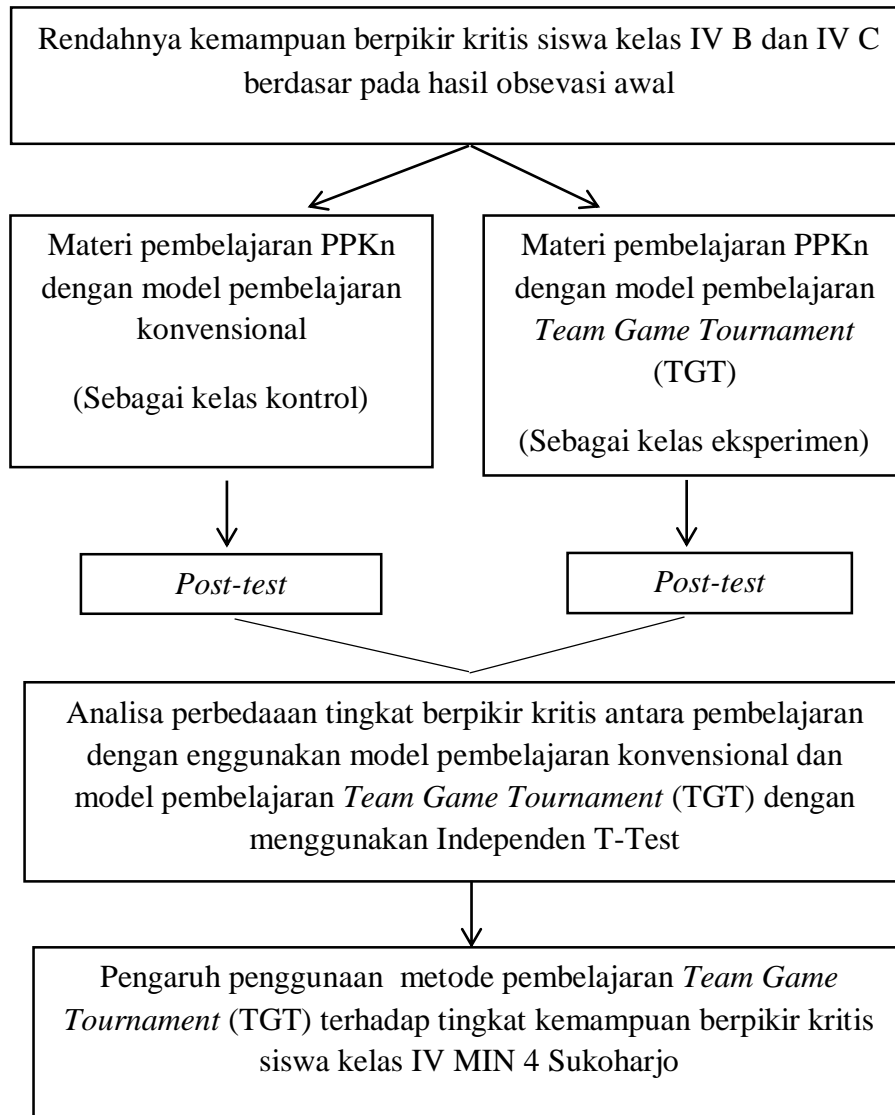 Rendahnya kemampuan berpikir kritis siswa kelas IV B dan IV C
berdasar pada hasil obsevasi awal
Materi pembelajaran PPKn
dengan model pembelajaran
konvensional
(Sebagai kelas kontrol)
Materi pembelajaran PPKn
dengan model pembelajaran
Team Game Tournament
(TGT)
(Sebagai kelas eksperimen)
Post-test
Post-test
Analisa perbedaaan tingkat berpikir kritis antara pembelajaran
dengan enggunakan model pembelajaran konvensional dan
model pembelajaran Team Game Tournament (TGT) dengan
menggunakan Independen T-Test
Pengaruh penggunaan metode pembelajaran Team Game
Tournament (TGT) terhadap tingkat kemampuan berpikir kritis
siswa kelas IV MIN 4 Sukoharjo